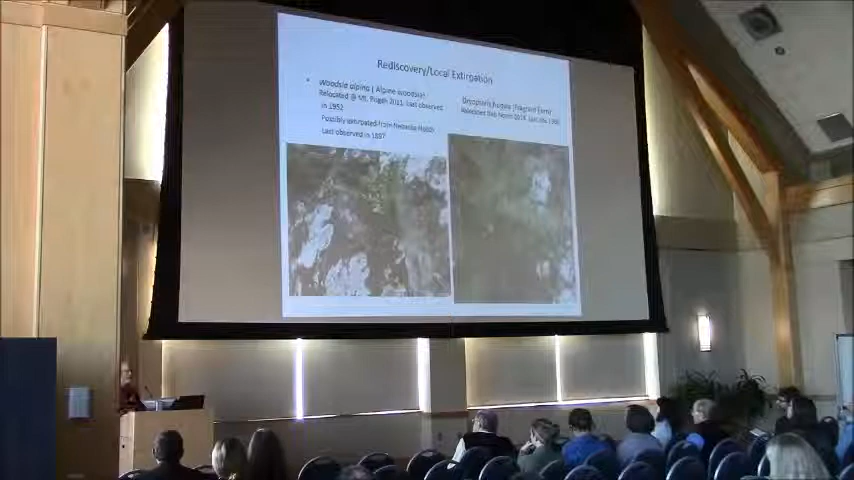 Rediscovery/Local Extirpation
• Woodsia alpina ( Alpine woodsia)
Relocated @ Mt. Pisgah 2011, last observed
in 1952
Possibly extirpated from Nebraska Notch
Last observed in 1897
Dryopteris fragrans (Fragrant Fern)